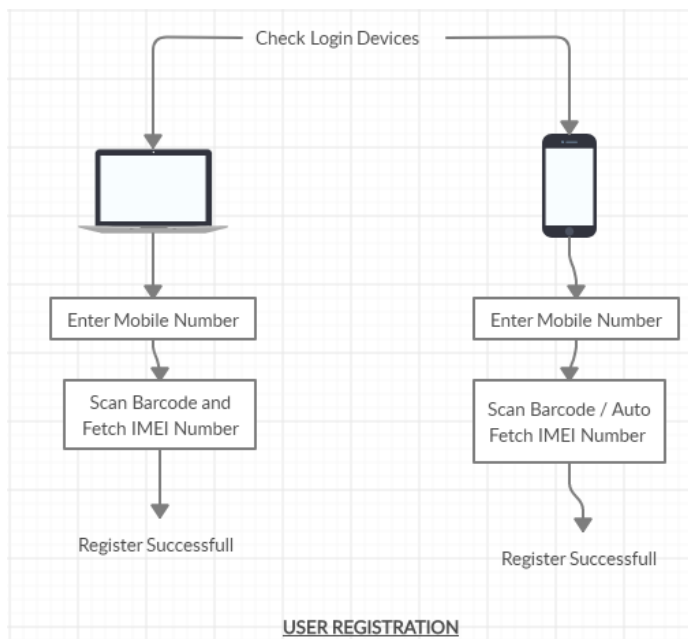 Check Login Devices
Enter Mobile Number
Scan Barcode and
Fetch IMEI Number
Register Successfull
Enter Mobile Number
Scan Barcode / Auto
Fetch IMEI Number
Register Successfull
USER REGISTRATION